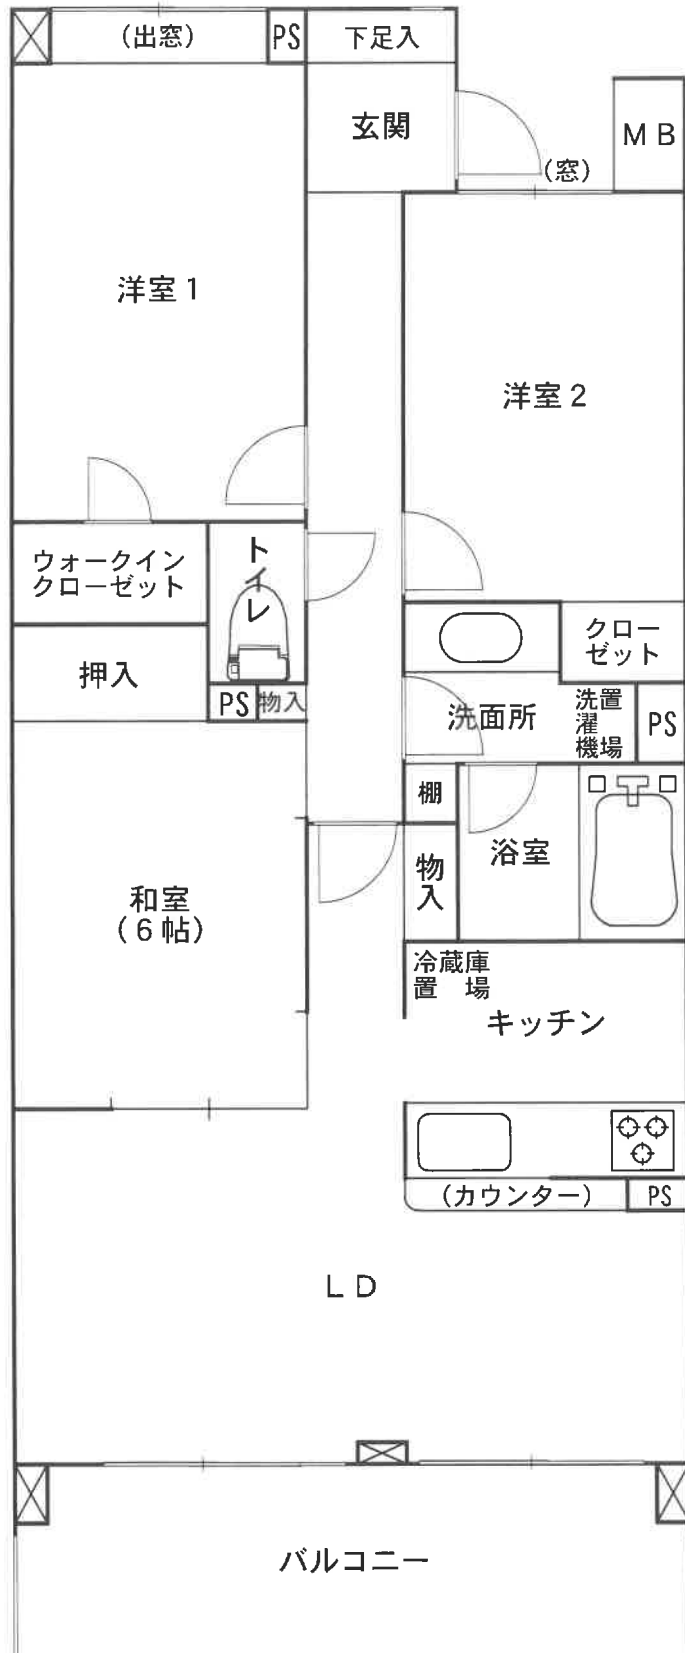 (出窓)
PS
下足入
玄関
ＭＢ
(窓)
洋室１
洋室２
ウォークイン
クローゼット
トイレ
クロー
ゼット
押入
PS
物入
洗面所
洗濯
機置場
PS
棚
浴室
物入
和室
(６帖)
冷蔵庫
置　場
キッチン
(カウンター)
PS
ＬＤ
バルコニー